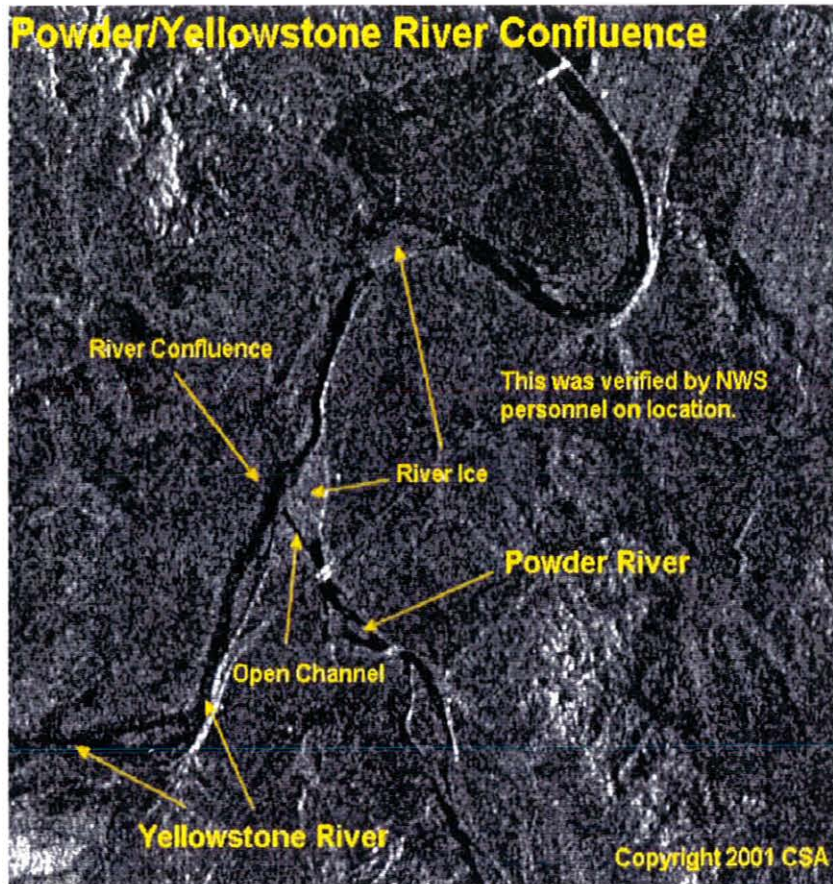 Powder/Yellowstone River Confluence
River Confluence
This was verified by NWS
personnel on location.
River Ice
Powder River
Open Channel
Yellowstone River
Copyright 2001 CSA